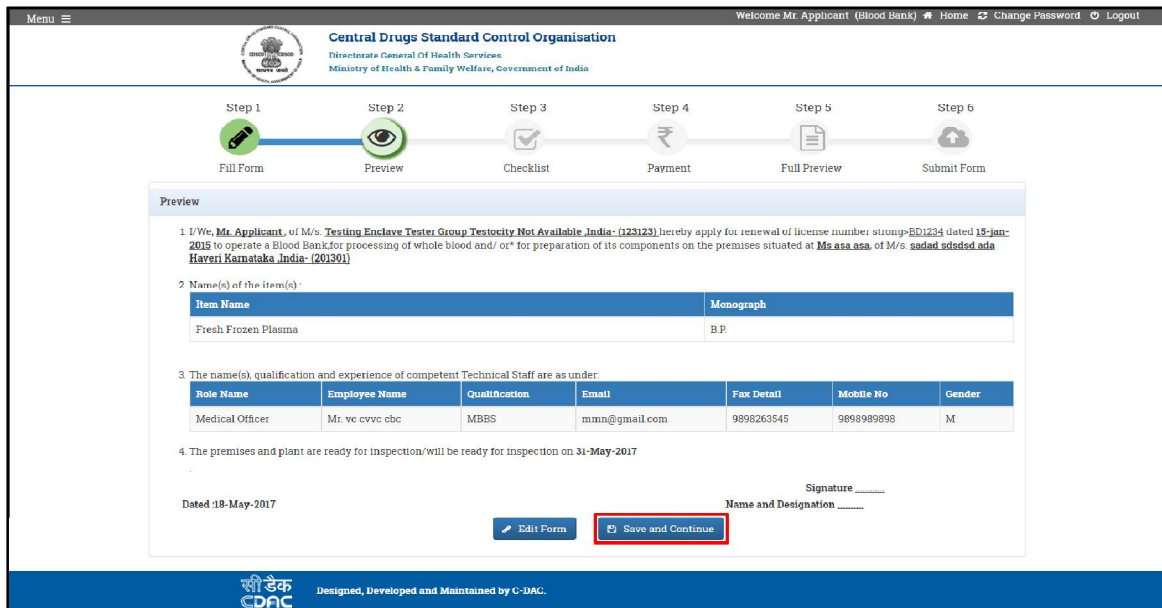 Menu
Welcome Mr. Applicant (Blood Bank) Home Change Password Logout
CDSCO CDSCO
Central Drugs Standard Control Organisation
Directorate General Of Health Services
Ministry of Health & Family Welfare, Government of India
Step 1 Step 2 Step 3 Step 4 Step 5 Step 6
₹
Fill Form Preview Checklist Payment Full Preview Submit Form
Preview
1. I/We, Mr. Applicant , of M/s. Testing Enclave Tester Group Testocity Not Available ,India- (123123) hereby apply for renewal of license number strong>BD1234 dated 15-jan-
2015 to operate a Blood Bank,for processing of whole blood and/ or* for preparation of its components on the premises situated at Ms asa asa, of M/s. sadad sdsdsd ada
Haveri Karnataka ,India- (201301)
2. Name(s) of the item(s) :
Item Name Monograph
Fresh Frozen Plasma B.P.
3. The name(s), qualification and experience of competent Technical Staff are as under:
Role Name Employee Name Qualification Email Fax Detail Mobile No Gender
Medical Officer Mr. vc cvvc cbc MBBS mmn@gmail.com 9898263545 9898989898 M
4. The premises and plant are ready for inspection/will be ready for inspection on 31-May-2017
.
Signature ............
Dated :18-May-2017 Name and Designation ..........
Edit Form Save and Continue
सी डैक
CDAC
Designed, Developed and Maintained by C-DAC.